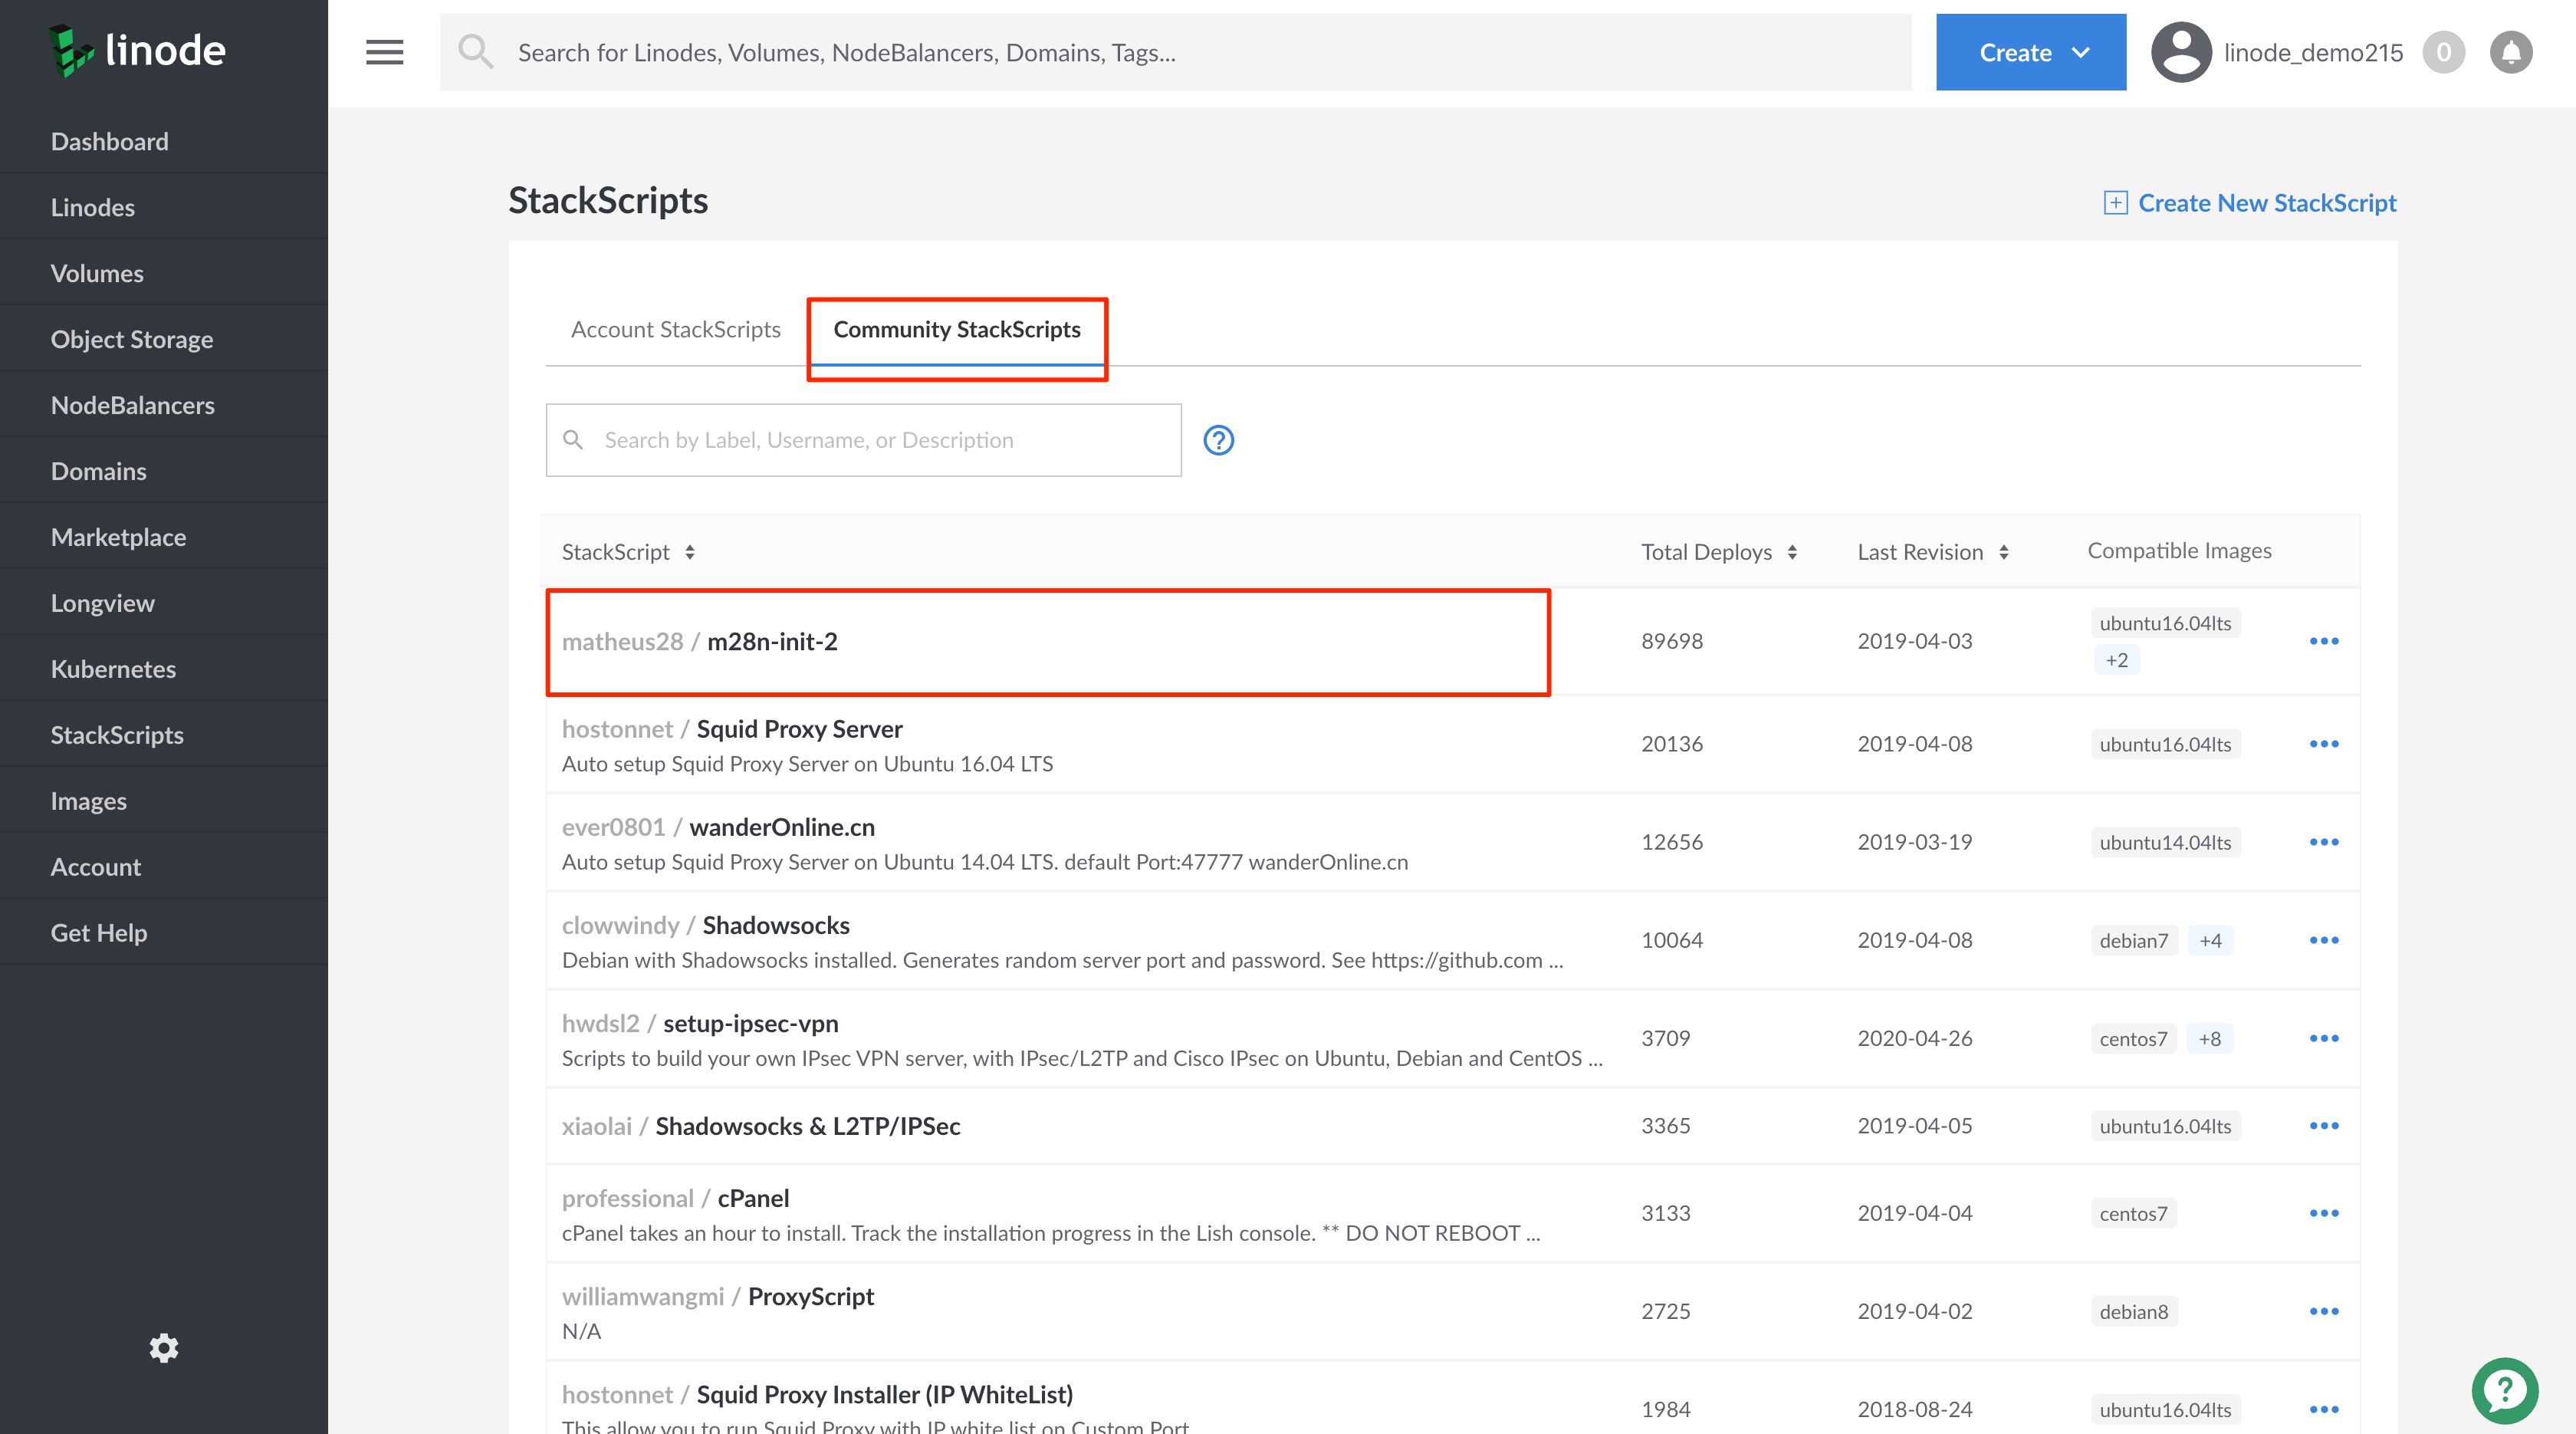 linode
Search for Linodes, Volumes, NodeBalancers, Domains, Tags...
Create
linode_demo215
0
Dashboard
Linodes
Volumes
Object Storage
NodeBalancers
Domains
Marketplace
Longview
Kubernetes
StackScripts
Images
Account
Get Help
StackScripts
Create New StackScript
Account StackScripts
Community StackScripts
Search by Label, Username, or Description
StackScript Total Deploys Last Revision Compatible Images
matheus28 / m28n-init-2 89698 2019-04-03 ubuntu16.04lts
+2
hostonnet / Squid Proxy Server
Auto setup Squid Proxy Server on Ubuntu 16.04 LTS
20136 2019-04-08 ubuntu16.04lts
ever0801 / wanderOnline.cn
Auto setup Squid Proxy Server on Ubuntu 14.04 LTS. default Port:47777 wanderOnline.cn
12656 2019-03-19 ubuntu14.04lts
clowwindy / Shadowsocks
Debian with Shadowsocks installed. Generates random server port and password. See https://github.com ...
10064 2019-04-08 debian7 +4
hwdsl2 / setup-ipsec-vpn
Scripts to build your own IPsec VPN server, with IPsec/L2TP and Cisco IPsec on Ubuntu, Debian and CentOS ...
3709 2020-04-26 centos7 +8
xiaolai / Shadowsocks & L2TP/IPSec 3365 2019-04-05 ubuntu16.04lts
professional / cPanel
cPanel takes an hour to install. Track the installation progress in the Lish console. ** DO NOT REBOOT ...
3133 2019-04-04 centos7
williamwangmi / ProxyScript
N/A
2725 2019-04-02 debian8
hostonnet / Squid Proxy Installer (IP WhiteList)
This allow you to run Squid Proxy with IP white list on Custom Port
1984 2018-08-24 ubuntu16.04lts